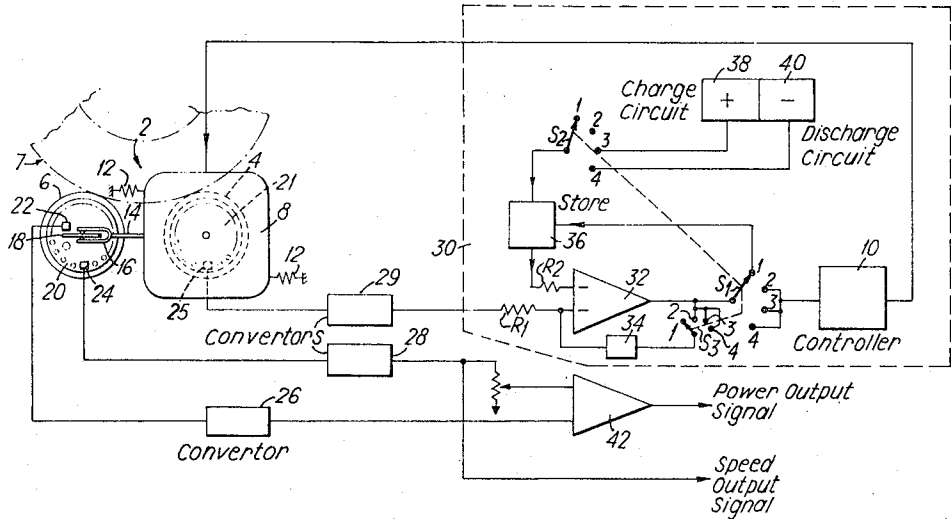 38
40
Charge
Circuit
+
−
Discharge
Circuit
1
2
3
4
S2
Store
36
30
R2
−
−
32
R1
34
1
2
3
4
S3
S1
1
2
3
4
10
Controller
2
7
12
4
21
6
14
22
18
8
20
16
24
25
12
29
Convertors
28
26
Convertor
42
Power Output
Signal
Speed
Output
Signal